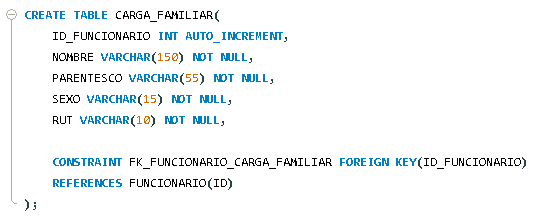 CREATE TABLE CARGA_FAMILIAR(
ID_FUNCIONARIO INT AUTO_INCREMENT,
NOMBRE VARCHAR(150) NOT NULL,
PARENTESCO VARCHAR(55) NOT NULL,
SEXO VARCHAR(15) NOT NULL,
RUT VARCHAR(10) NOT NULL,
CONSTRAINT FK_FUNCIONARIO_CARGA_FAMILIAR FOREIGN KEY(ID_FUNCIONARIO)
REFERENCES FUNCIONARIO(ID)
);